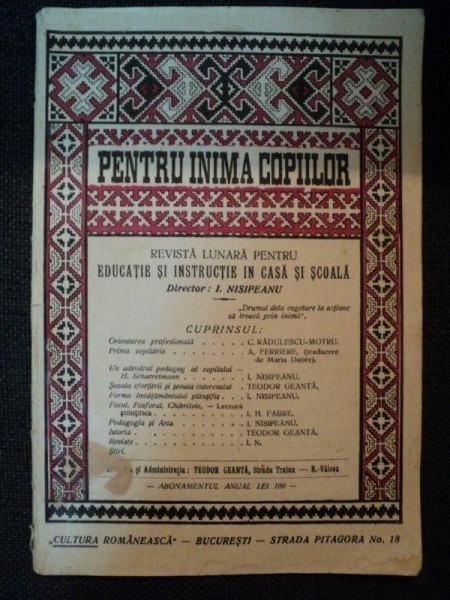 PENTRU INIMA COPIILOR
REVISTĂ LUNARĂ PENTRU
EDUCAȚIE ȘI INSTRUCȚIE IN CASĂ ȘI ȘCOALĂ
Director: I. NISIPEANU
„Drumul dela cugetare la acțiune
să treacă prin inimă“.
CUPRINSUL:
Orientarea profesională . . . . . . . C. RĂDULESCU-MOTRU.
Prima copilărie . . . . . . . . A. FERRIERE, (traducere
de Maria Dobre).
Un adevărat pedagog al copilului —
H. Scharrelmann . . . . . . . I. NISIPEANU.
Școala sforțării și școala interesului . TEODOR GEANTĂ,
Forma învățământului științific . . . I. NISIPEANU.
Focul, Fosforul, Chibritele, — Lectură
științifică . . . . . . . . . I. H. FABRE.
Pedagogia și Arta . . . . . . . I. NISIPEANU.
Istoria . . . . . . . . . . TEODOR GEANTĂ.
Reviste . . . . . . . . . . I. N.
Știri.
și Administrația: TEODOR GEANTĂ, Strada Traian — R.-Vâlcea
— ABONAMENTUL ANUAL LEI 100 —
„CULTURA ROMÂNEASCĂ“ — BUCUREȘTI — STRADA PITAGORA No. 18